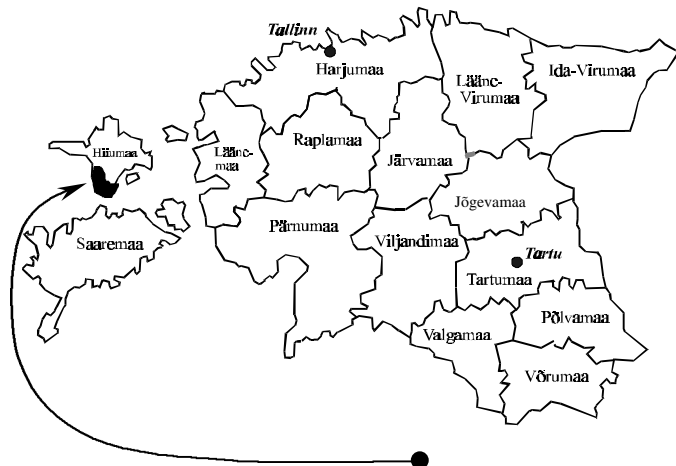 Tallinn
Harjumaa
Lääne-
Virumaa
Ida-Virumaa
Hiiumaa
Lääne-
maa
Raplamaa
Järvamaa
Jõgevamaa
Saaremaa
Pärnumaa
Viljandimaa
Tartu
Tartumaa
Valgamaa
Põlvamaa
Võrumaa